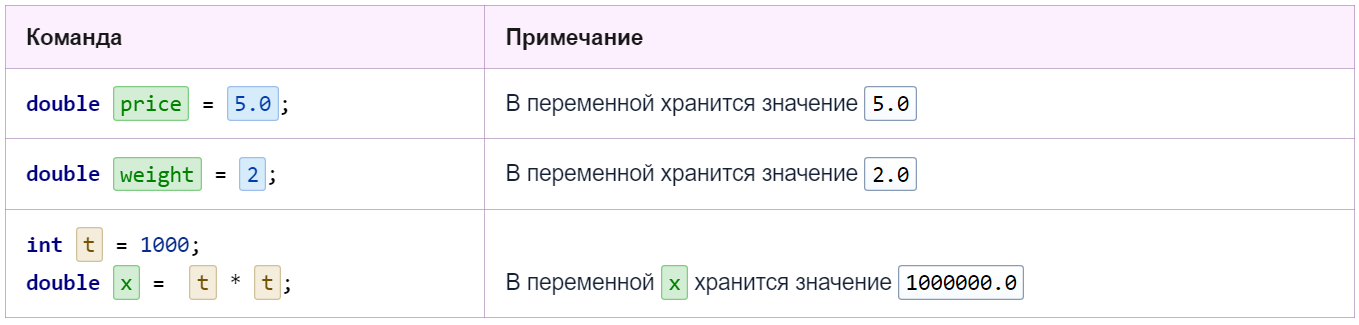 Команда Примечание
double price = 5.0; В переменной хранится значение 5.0
double weight = 2; В переменной хранится значение 2.0
int t = 1000;
double x = t * t; В переменной x хранится значение 1000000.0